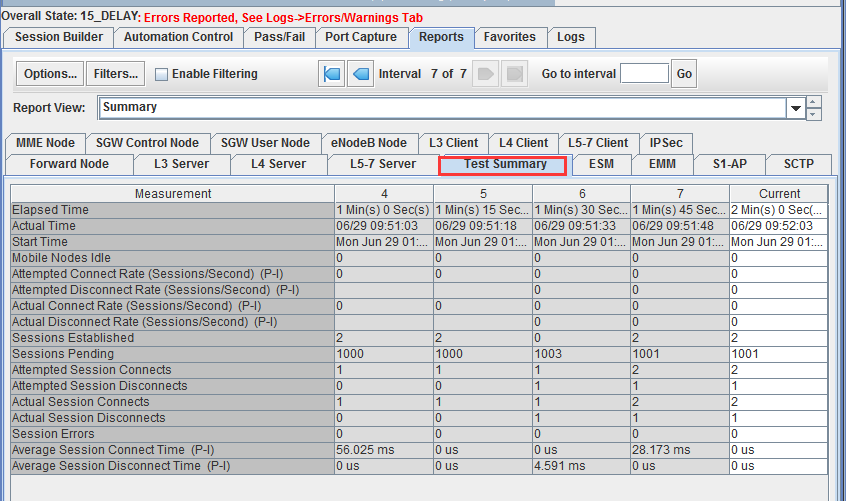 Overall State: 15_DELAY: Errors Reported, See Logs->Errors/Warnings Tab
Session Builder Automation Control Pass/Fail Port Capture Reports Favorites Logs
Options... Filters... Enable Filtering Interval 7 of 7 Go to interval Go
Report View: Summary
MME Node SGW Control Node SGW User Node eNodeB Node L3 Client L4 Client L5-7 Client IPSec
Forward Node L3 Server L4 Server L5-7 Server Test Summary ESM EMM S1-AP SCTP
Measurement 4 5 6 7 Current
Elapsed Time 1 Min(s) 0 Sec(s) 1 Min(s) 15 Sec... 1 Min(s) 30 Sec... 1 Min(s) 45 Sec... 2 Min(s) 0 Sec(...
Actual Time 06/29 09:51:03 06/29 09:51:18 06/29 09:51:33 06/29 09:51:48 06/29 09:52:03
Start Time Mon Jun 29 01:... Mon Jun 29 01:... Mon Jun 29 01:... Mon Jun 29 01:... Mon Jun 29 01:...
Mobile Nodes Idle 0 0 0 0 0
Attempted Connect Rate (Sessions/Second) (P-I) 0 0 0 0 0
Attempted Disconnect Rate (Sessions/Second) (P-I) 0 0 0
Actual Connect Rate (Sessions/Second) (P-I) 0 0 0 0 0
Actual Disconnect Rate (Sessions/Second) (P-I) 0 0 0
Sessions Established 2 2 0 2 2
Sessions Pending 1000 1000 1003 1001 1001
Attempted Session Connects 1 1 1 2 2
Attempted Session Disconnects 0 0 1 1 1
Actual Session Connects 1 1 1 2 2
Actual Session Disconnects 0 0 1 1 1
Session Errors 0 0 0 0 0
Average Session Connect Time (P-I) 56.025 ms 0 us 0 us 28.173 ms 0 us
Average Session Disconnect Time (P-I) 0 us 0 us 4.591 ms 0 us 0 us